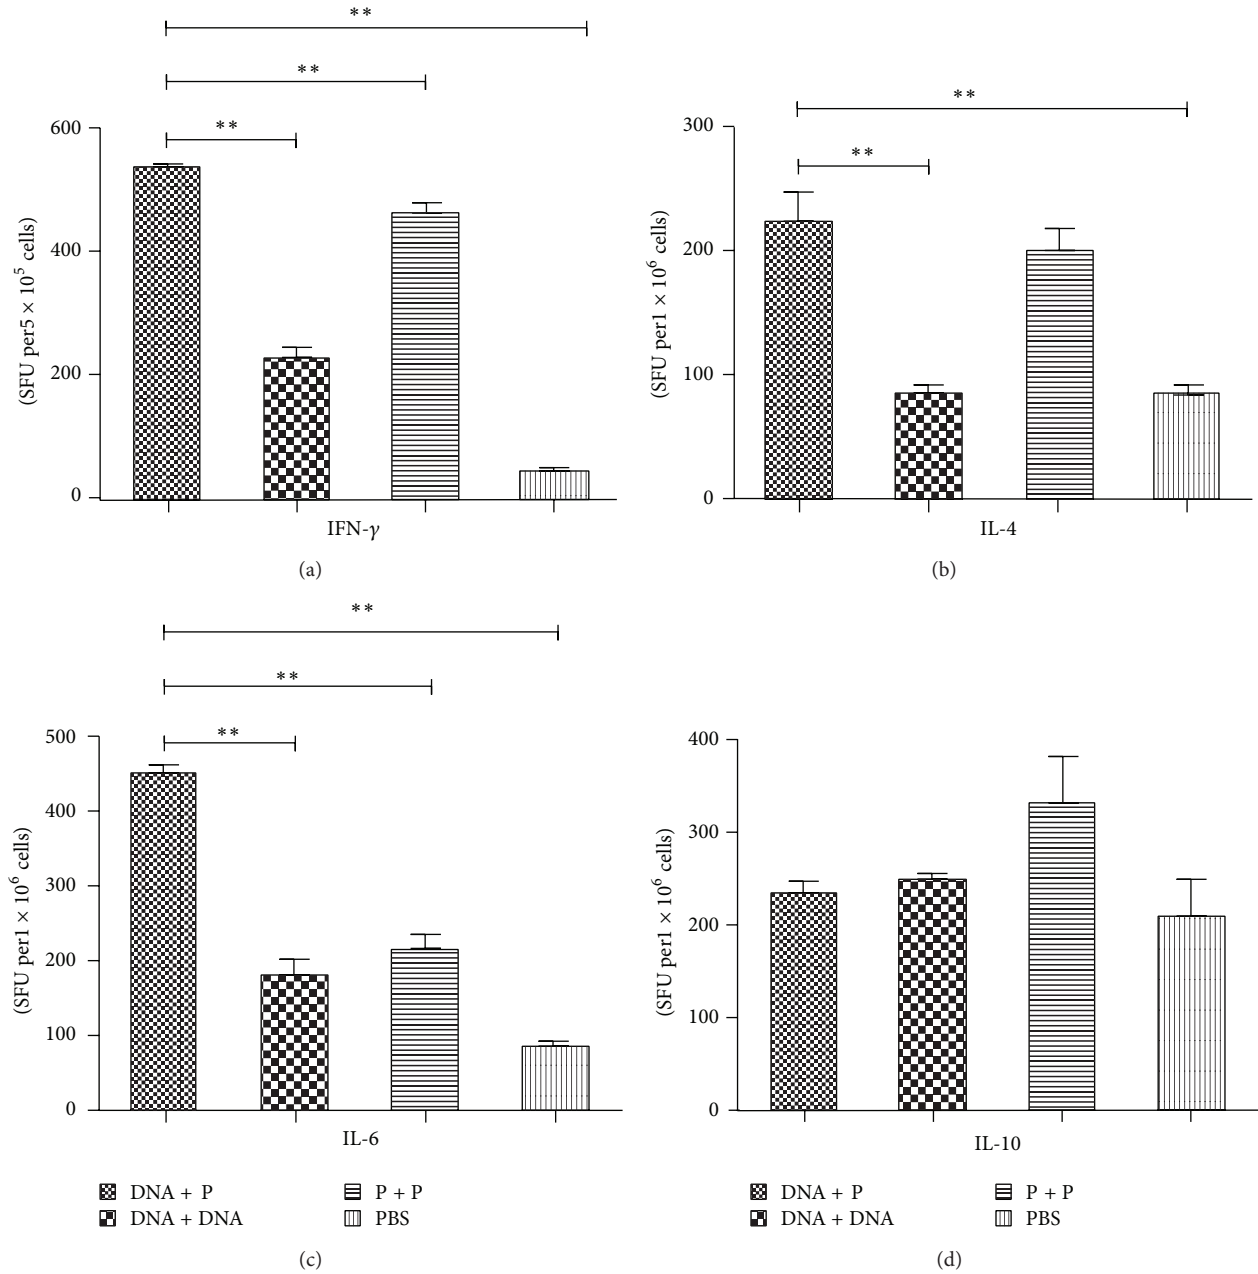 **
**
**
600
400
200
0
(SFU per5 × 10⁵ cells)
IFN-γ
(a)
**
**
300
200
100
0
(SFU per1 × 10⁶ cells)
IL-4
(b)
**
**
**
500
400
300
200
100
0
(SFU per1 × 10⁶ cells)
IL-6
DNA + P
P + P
DNA + DNA
PBS
(c)
400
300
200
100
0
(SFU per1 × 10⁶ cells)
IL-10
DNA + P
P + P
DNA + DNA
PBS
(d)